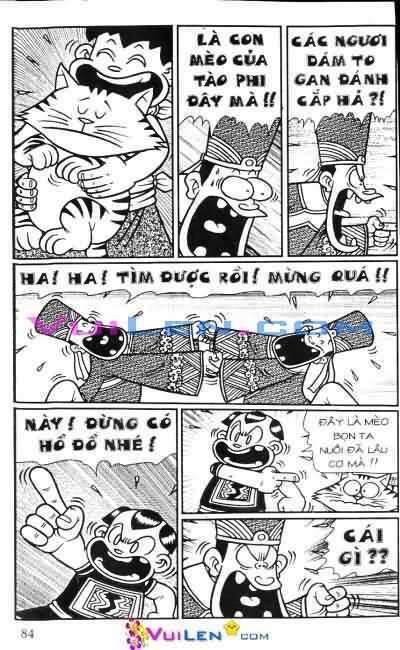 LÀ CON
MÈO CỦA
TÀO PHI
ĐÂY MÀ!!
CÁC NGƯƠI
DÁM TO
GAN ĐÁNH
CẮP HẢ?!
HA! HA! TÌM ĐƯỢC RỒI! MỪNG QUÁ!!
VUILEN.COM
NÀY! ĐỪNG CÓ
HỒ ĐỒ NHÉ!
ĐÂY LÀ MÈO
BỌN TA
NUÔI ĐÃ LÂU
CƠ MÀ!!
CÁI
GÌ??
84
VUILEN.COM